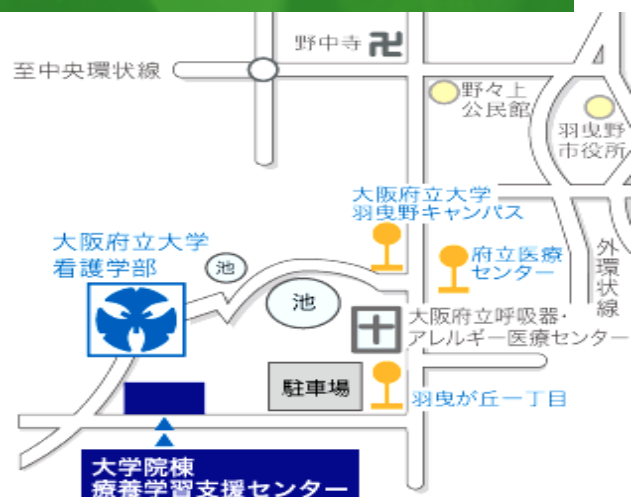 野中寺
至中央環状線
野々上
公民館
羽曳野
市役所
大阪府立大学
羽曳野キャンパス
大阪府立大学
看護学部
池
府立医療
センター
外環状線
池
大阪府立呼吸器・
アレルギー医療センター
駐車場
羽曳が丘一丁目
大学院棟
療養学習支援センター